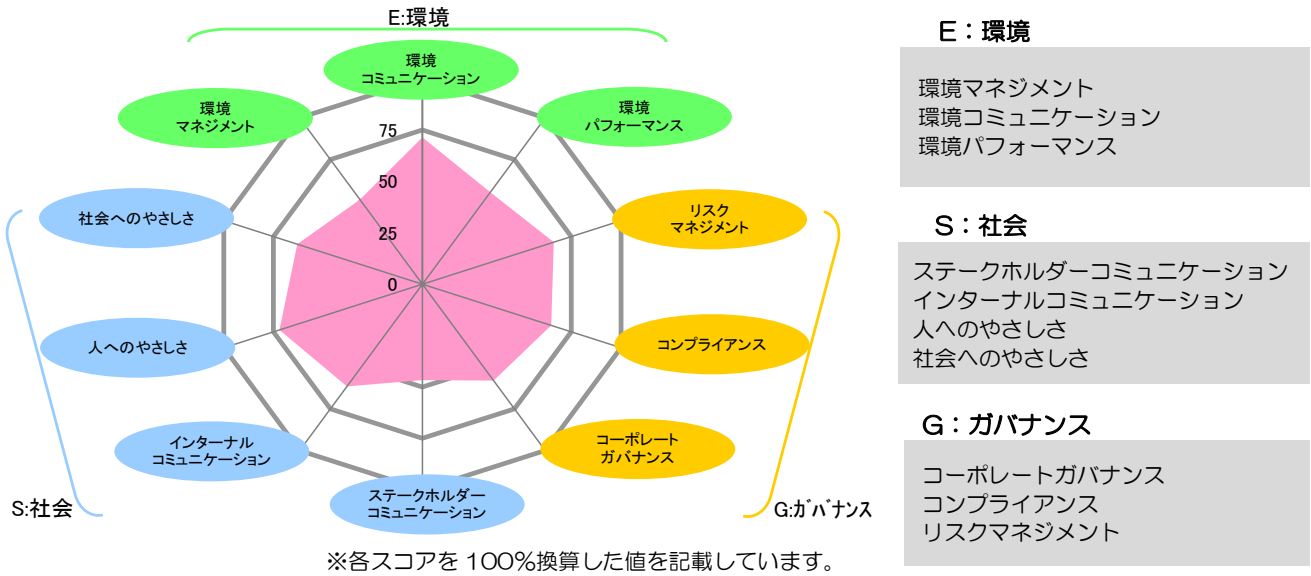 E:環境
環境
コミュニケーション
環境
マネジメント
環境
パフォーマンス
75
50
25
0
社会へのやさしさ
リスク
マネジメント
人へのやさしさ
コンプライアンス
インターナル
コミュニケーション
コーポレート
ガバナンス
ステークホルダー
コミュニケーション
S:社会
G:ガバナンス
※各スコアを 100%換算した値を記載しています。
E：環境
環境マネジメント
環境コミュニケーション
環境パフォーマンス
S：社会
ステークホルダーコミュニケーション
インターナルコミュニケーション
人へのやさしさ
社会へのやさしさ
G：ガバナンス
コーポレートガバナンス
コンプライアンス
リスクマネジメント